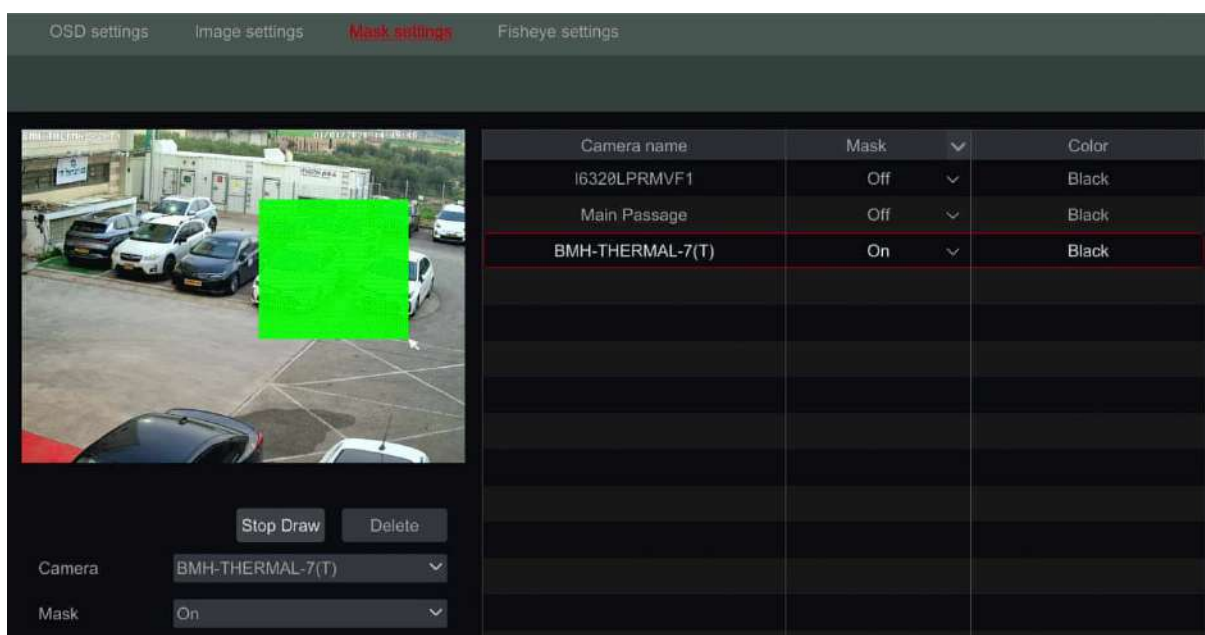 OSD settings Image settings Mask settings Fisheye settings
Camera name Mask Color
I6320LPRMVF1 Off Black
Main Passage Off Black
BMH-THERMAL-7(T) On Black
Stop Draw Delete
Camera BMH-THERMAL-7(T)
Mask On